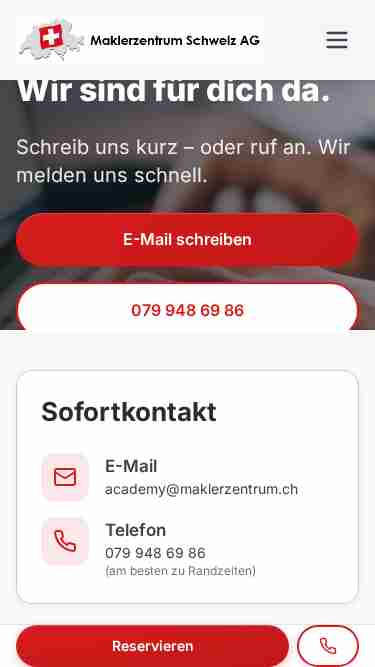 Maklerzentrum Schweiz AG
Wir sind für dich da.
Schreib uns kurz – oder ruf an. Wir
melden uns schnell.
E-Mail schreiben
079 948 69 86
Sofortkontakt
E-Mail
academy@maklerzentrum.ch
Telefon
079 948 69 86
(am besten zu Randzeiten)
Reservieren